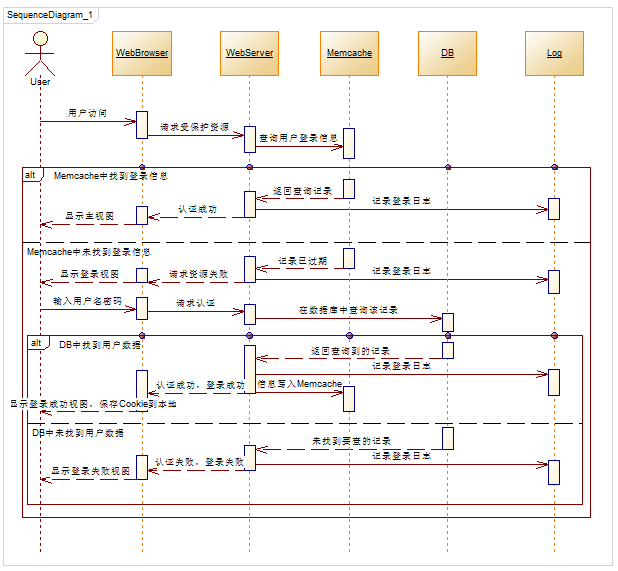 SequenceDiagram_1
WebBrowser
WebServer
Memcache
DB
Log
User
用户访问
请求受保护资源
查询用户登录信息
alt
Memcache中找到登录信息
返回查询记录
记录登录日志
认证成功
显示主视图
Memcache中未找到登录信息
记录已过期
记录登录日志
请求资源失败
显示登录视图
输入用户名密码
请求认证
在数据库中查询该记录
alt
DB中找到用户数据
返回查询到的记录
记录登录日志
认证成功，登录成功
信息写入Memcache
显示登录成功视图，保存Cookie到本地
DB中未找到用户数据
未找到要查的记录
记录登录日志
认证失败，登录失败
显示登录失败视图